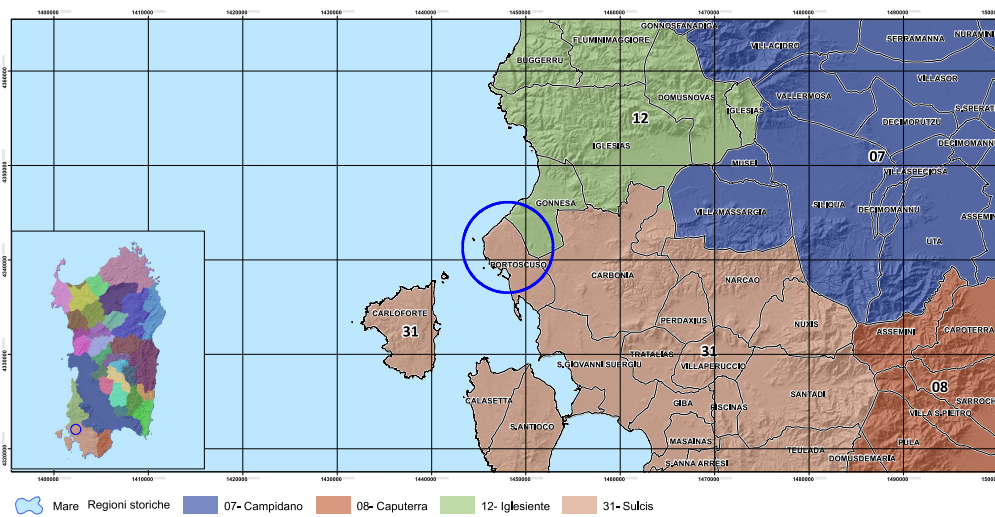 1400000 1410000 1420000 1430000 1440000 1450000 1460000 1470000 1480000 1490000
GONNOSFANADIGA
FLUMINIMAGGIORE
VILLACIDRO
SERRAMANNA
BUGGERRU
VILLASOR
DOMUSNOVAS
VALLERMOSA
IGLESIAS
12
DECIMOPUTZU
IGLESIAS
07
MUSEI
VILLASPECIOSA
GONNESA
VILLAMASSARGIA
SILIQUA
DECIMOMANNU
UTA
PORTOSCUSO
CARBONIA
NARCAO
CARLOFORTE
31
PERDAXIUS
NUXIS
ASSEMINI
CAPOTERRA
TRATALIAS
31
S.GIOVANNI SUERGIU
VILLAPERUCCIO
08
CALASETTA
SANTADI
GIBA
PISCINAS
VILLA S.PIETRO
S.ANTIOCO
MASAINAS
PULA
TEULADA
S.ANNA ARRESI
DOMUSDEMARIA
Mare Regioni storiche 07- Campidano 08- Caputerra 12- Iglesiente 31- Sulcis